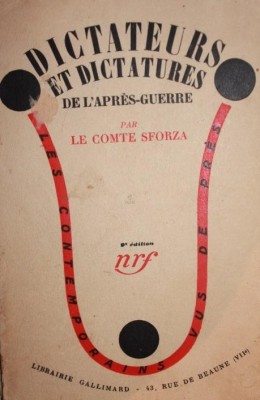 DICTATEURS
ET DICTATURES
DE L'APRÈS-GUERRE
PAR
LE COMTE SFORZA
LES CONTEMPORAINS VUS DE PRÈS
9e édition
nrf
LIBRAIRIE GALLIMARD - 43, RUE DE BEAUNE (VIIe)